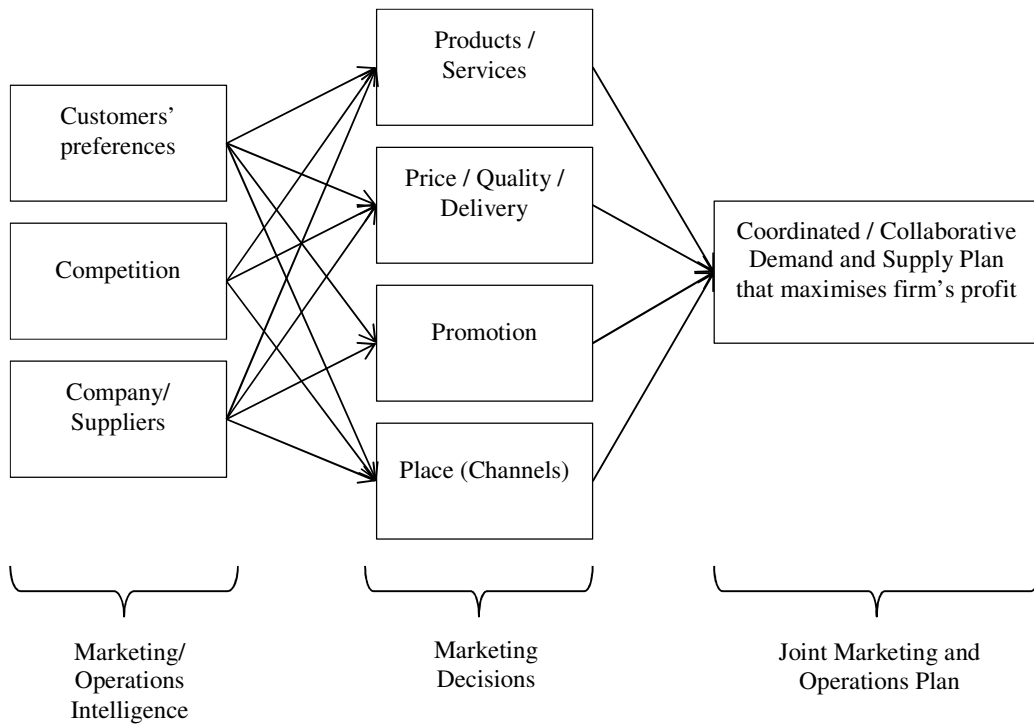 Customers'
preferences
Competition
Company/
Suppliers
Products /
Services
Price / Quality /
Delivery
Promotion
Place (Channels)
Coordinated / Collaborative
Demand and Supply Plan
that maximises firm's profit
Marketing/
Operations
Intelligence
Marketing
Decisions
Joint Marketing and
Operations Plan